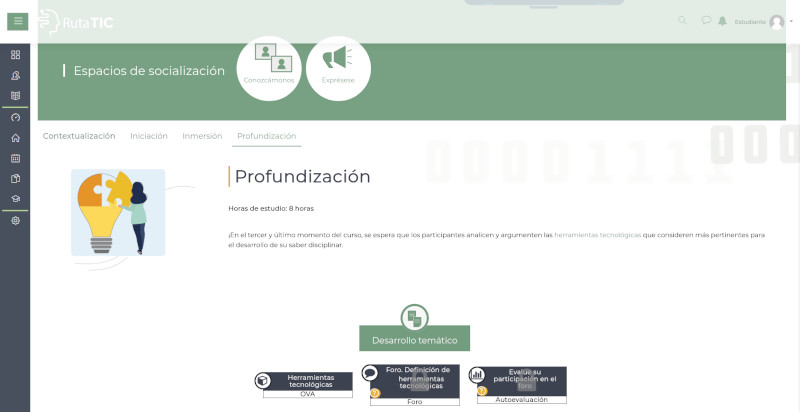 RutaTIC
Estudiante
Espacios de socialización
Conozcámonos
Exprésese
Contextualización
Iniciación
Inmersión
Profundización
00001111
000
Profundización
Horas de estudio: 8 horas
¡En el tercer y último momento del curso, se espera que los participantes analicen y argumenten las herramientas tecnológicas que consideren más pertinentes para
el desarrollo de su saber disciplinar.
Desarrollo temático
Herramientas
tecnológicas
OVA
Foro. Definición de
herramientas
tecnológicas
Foro
Evalúe su
participación en el
foro
Autoevaluación